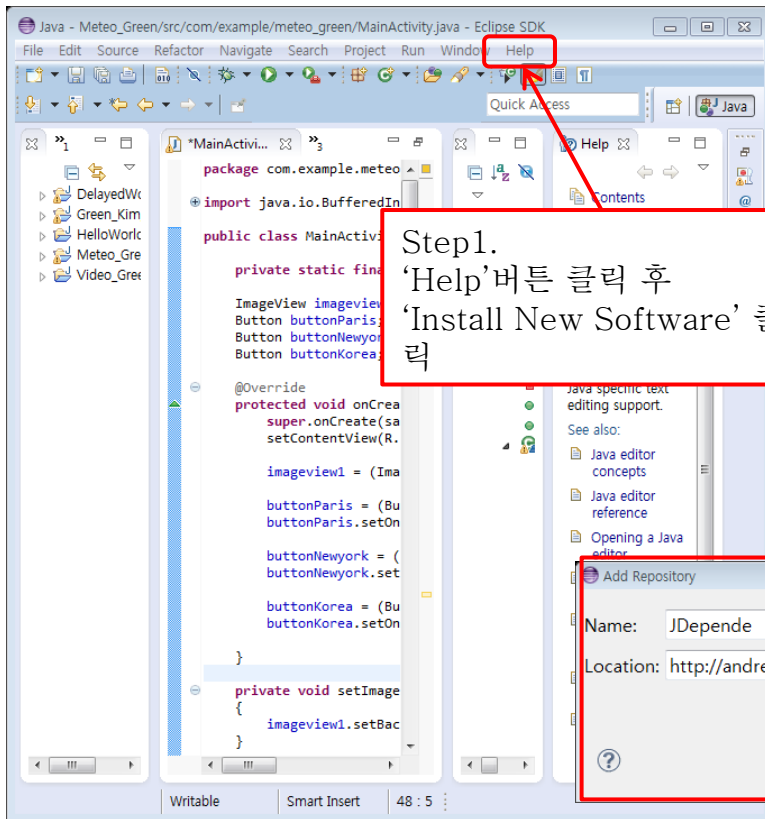 Java - Meteo_Green/src/com/example/meteo_green/MainActivity.java - Eclipse SDK
File Edit Source Refactor Navigate Search Project Run Window Help
Quick Access
Java
»1
*MainActivi...
»3
Help
DelayedWo
Green_Kim
HelloWorlc
Meteo_Gre
Video_Gree
package com.example.meteo
import java.io.BufferedIn
public class MainActivi
private static fina
ImageView imageview
Button buttonParis;
Button buttonNewyor
Button buttonKorea;
@Override
protected void onCrea
super.onCreate(sa
setContentView(R.
imageview1 = (Ima
buttonParis = (Bu
buttonParis.setOn
buttonNewyork = (
buttonNewyork.set
buttonKorea = (Bu
buttonKorea.setOn
}
private void setImage
{
imageview1.setBac
}
Contents
Step1.
‘Help’버튼 클릭 후
‘Install New Software’ 클
릭
Java specific text
editing support.
See also:
Java editor
concepts
Java editor
reference
Opening a Java
editor
Add Repository
Name: JDepende
Location: http://andre
Writable
Smart Insert
48 : 5